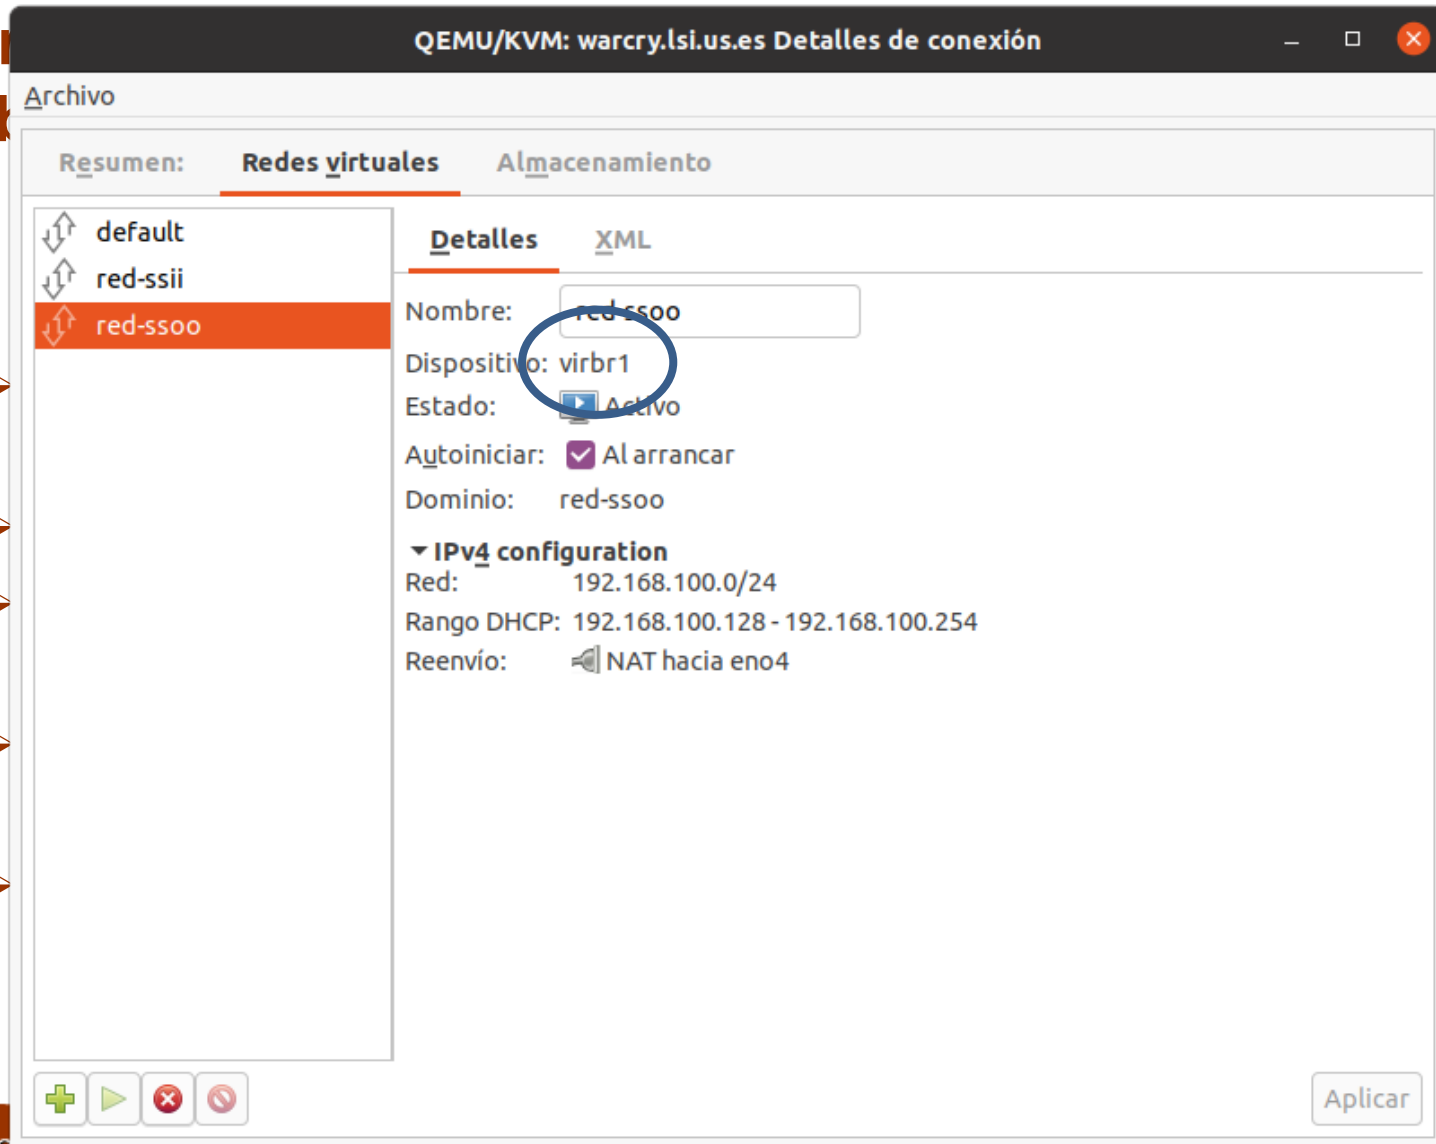 QEMU/KVM: warcry.lsi.us.es Detalles de conexión
Archivo
Resumen: Redes virtuales Almacenamiento
default
red-ssii
red-ssoo
Detalles XML
Nombre: red-ssoo
Dispositivo: virbr1
Estado: Activo
Autoiniciar: Al arrancar
Dominio: red-ssoo
IPv4 configuration
Red: 192.168.100.0/24
Rango DHCP: 192.168.100.128 - 192.168.100.254
Reenvío: NAT hacia eno4
Aplicar